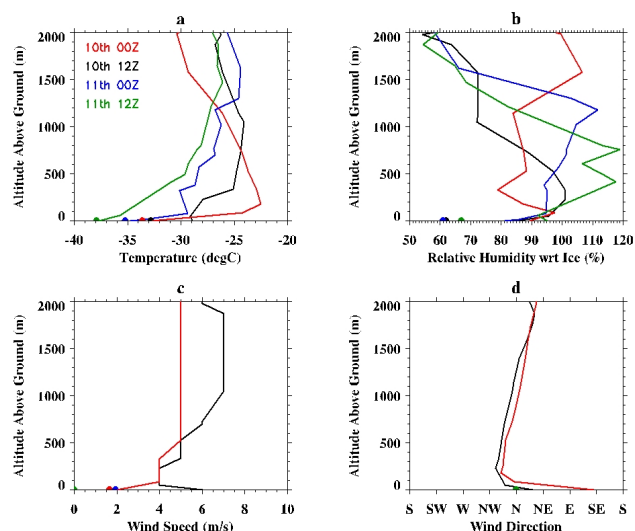 a
b
2000
1500
1000
500
0
Altitude Above Ground (m)
10th 00Z
10th 12Z
11th 00Z
11th 12Z
-40 -35 -30 -25 -20
Temperature (degC)
2000
1500
1000
500
0
Altitude Above Ground (m)
50 60 70 80 90 100 110 120
Relative Humidity wrt Ice (%)
c
d
2000
1500
1000
500
0
Altitude Above Ground (m)
0 2 4 6 8 10
Wind Speed (m/s)
2000
1500
1000
500
0
Altitude Above Ground (m)
S SW W NW N NE E SE S
Wind Direction